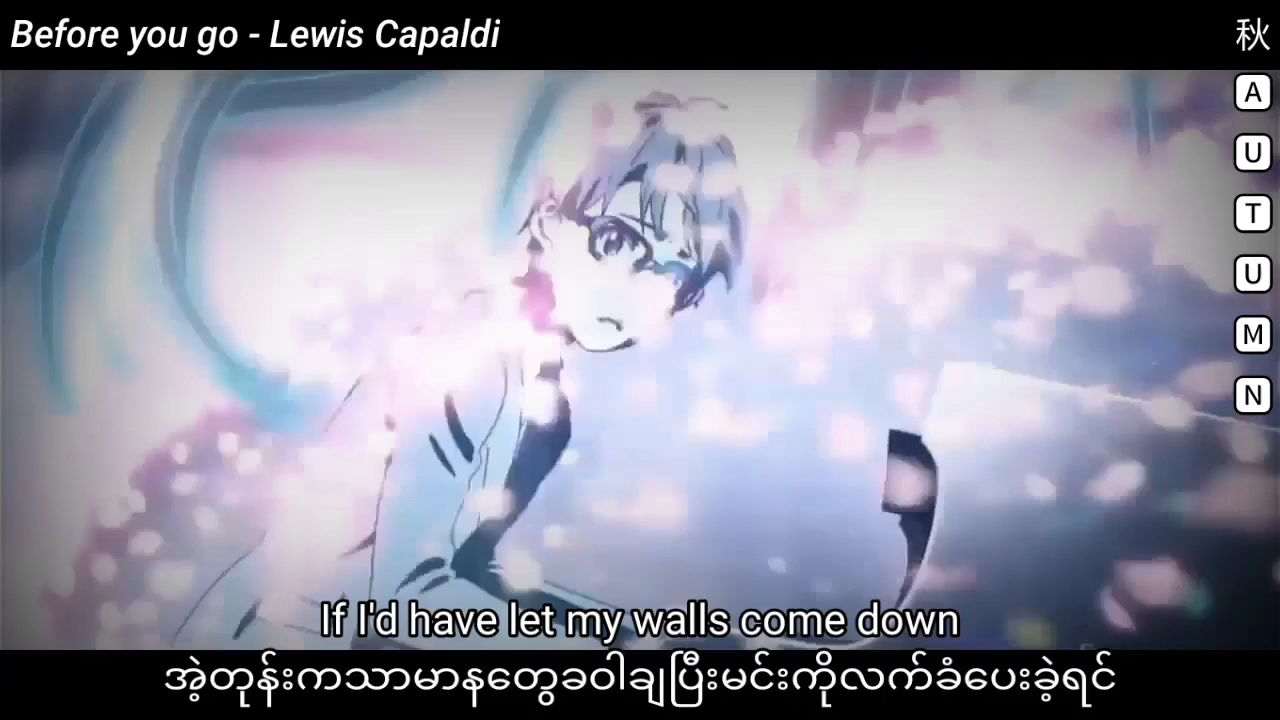 Before you go - Lewis Capaldi
秋
A
U
T
U
M
N
If I'd have let my walls come down
အဲ့တုန်းကသာမာနတွေခဝါချပြီးမင်းကိုလက်ခံပေးခဲ့ရင်